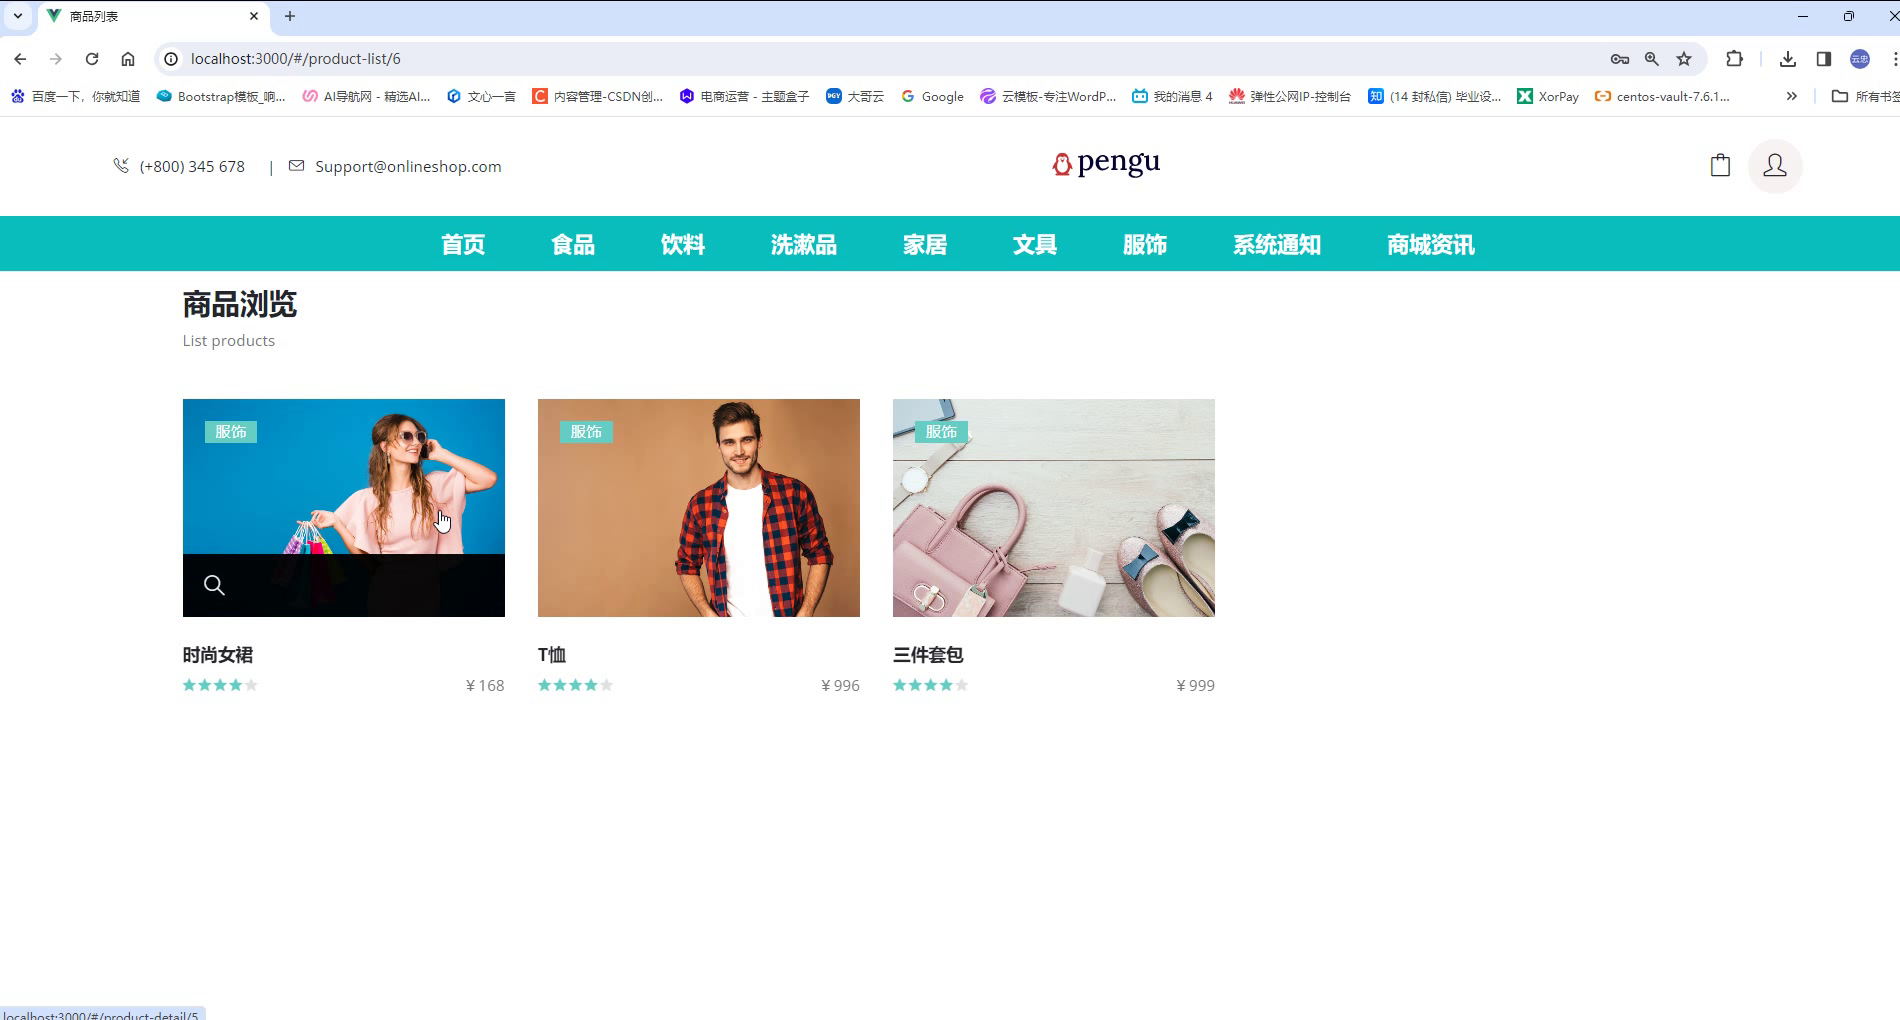 商品列表
localhost:3000/#/product-list/6
百度一下，你就知道
Bootstrap模板_响...
AI导航网 - 精选AI...
文心一言
内容管理-CSDN创...
电商运营 - 主题盒子
大哥云
Google
云模板-专注WordP...
我的消息 4
弹性公网IP-控制台
(14 封私信) 毕业设...
XorPay
centos-vault-7.6.1...
所有书签
(+800) 345 678 | Support@onlineshop.com
pengu
首页 食品 饮料 洗漱品 家居 文具 服饰 系统通知 商城资讯
商品浏览
List products
服饰
服饰
服饰
时尚女裙
¥ 168
T恤
¥ 996
三件套包
¥ 999
localhost:3000/#/product-detail/5